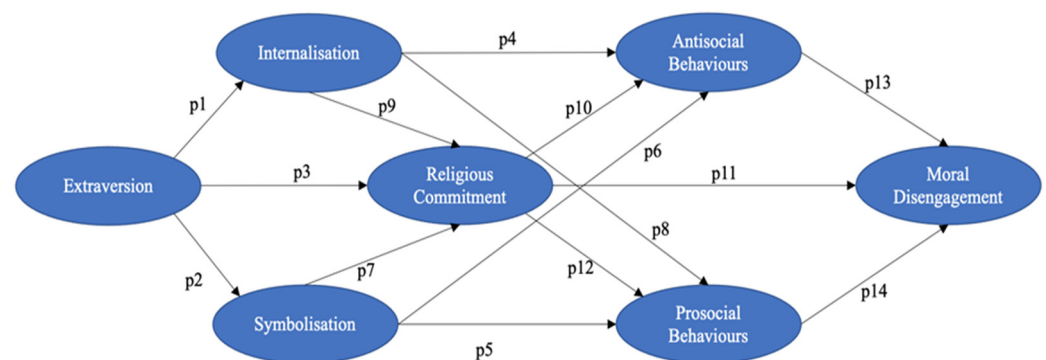 Internalisation
p4
Antisocial
Behaviours
p13
p1
p9
p10
p6
Extraversion
p3
Religious
Commitment
p11
Moral
Disengagement
p2
p7
p8
p12
p14
Symbolisation
p5
Prosocial
Behaviours